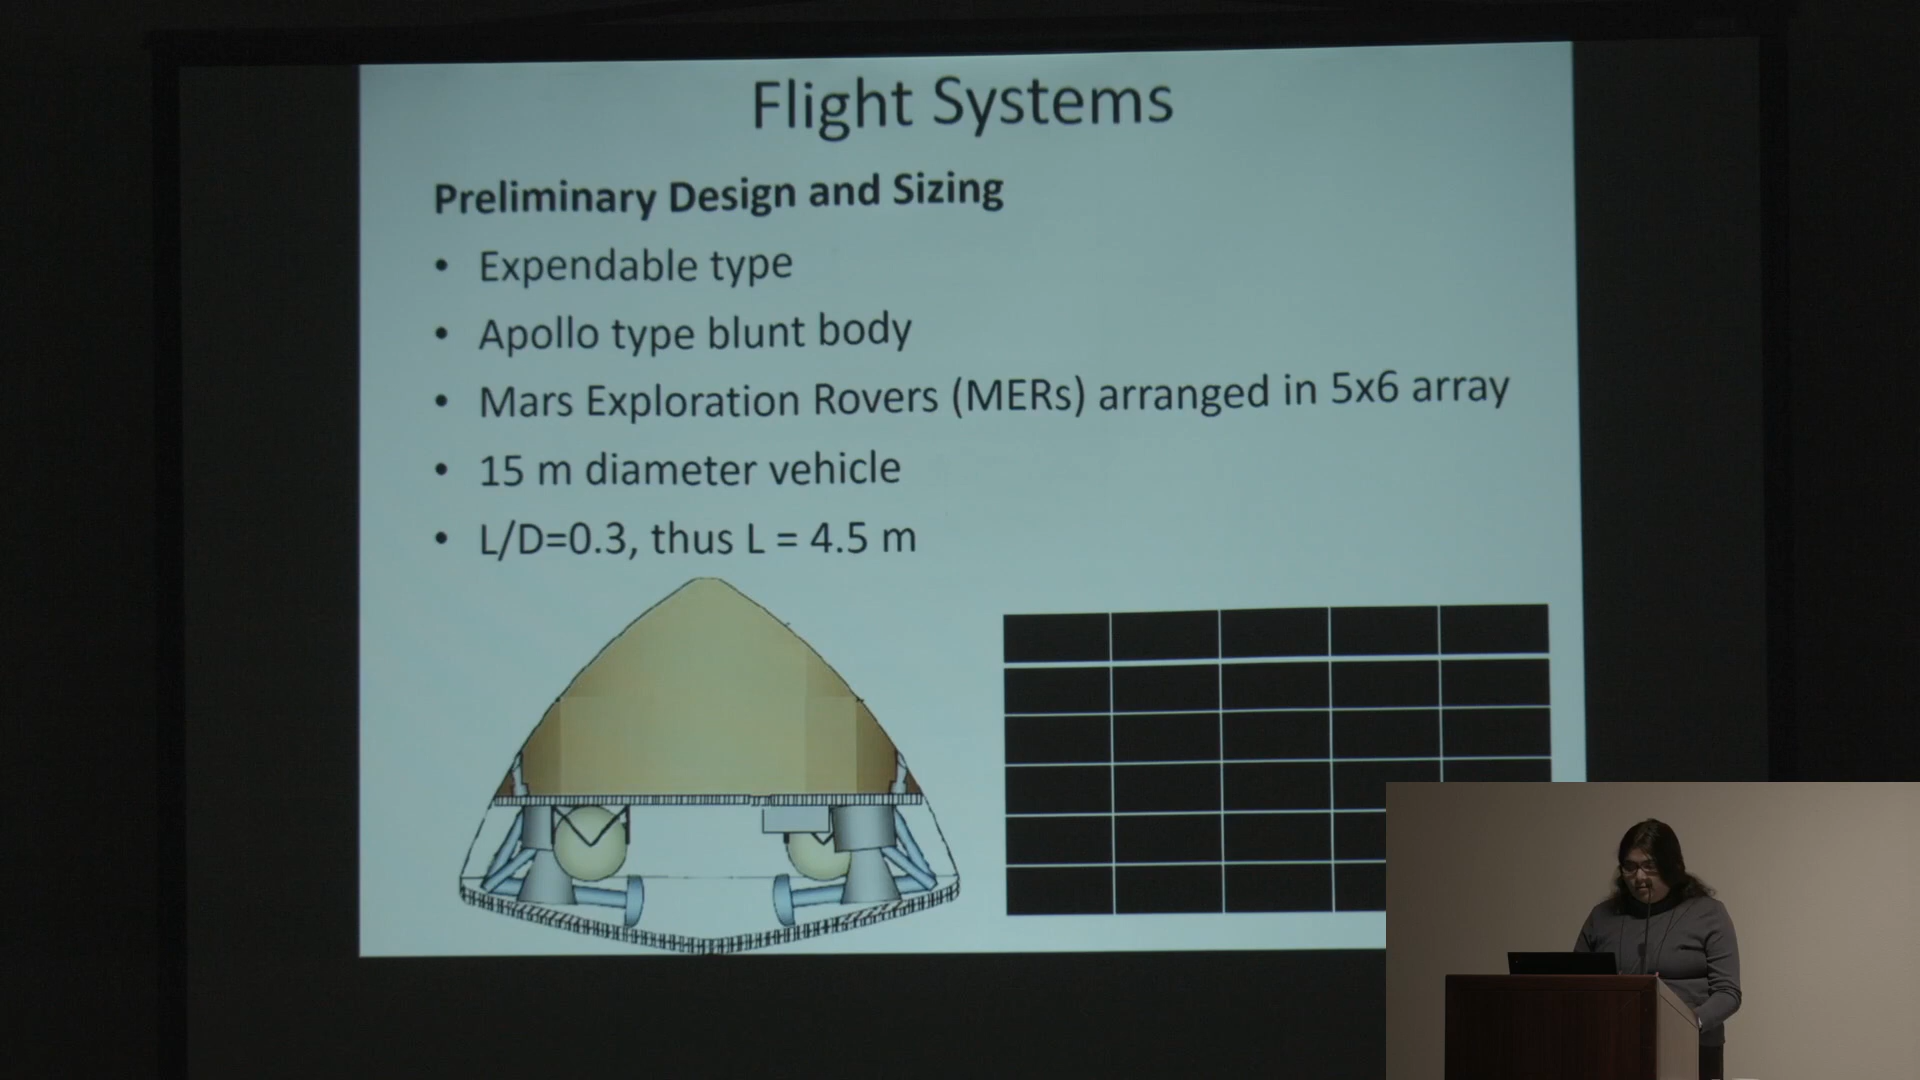 Flight Systems
Preliminary Design and Sizing
• Expendable type
• Apollo type blunt body
• Mars Exploration Rovers (MERs) arranged in 5x6 array
• 15 m diameter vehicle
• L/D=0.3, thus L = 4.5 m